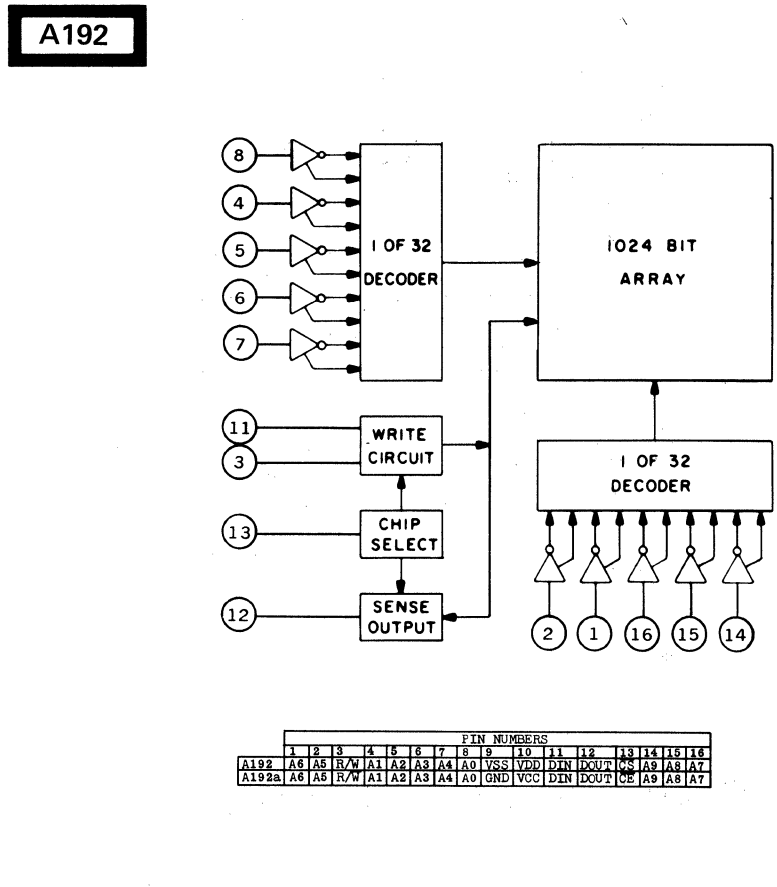 A192
8
4
5
6
7
1 OF 32
DECODER
1024 BIT
ARRAY
11
3
WRITE
CIRCUIT
13
CHIP
SELECT
12
SENSE
OUTPUT
1 OF 32
DECODER
2 1 16 15 14
PIN NUMBERS
1 2 3 4 5 6 7 8 9 10 11 12 13 14 15 16
A192 A6 A5 R/W A1 A2 A3 A4 A0 VSS VDD DIN DOUT CS A9 A8 A7
A192a A6 A5 R/W A1 A2 A3 A4 A0 GND VCC DIN DOUT CE A9 A8 A7